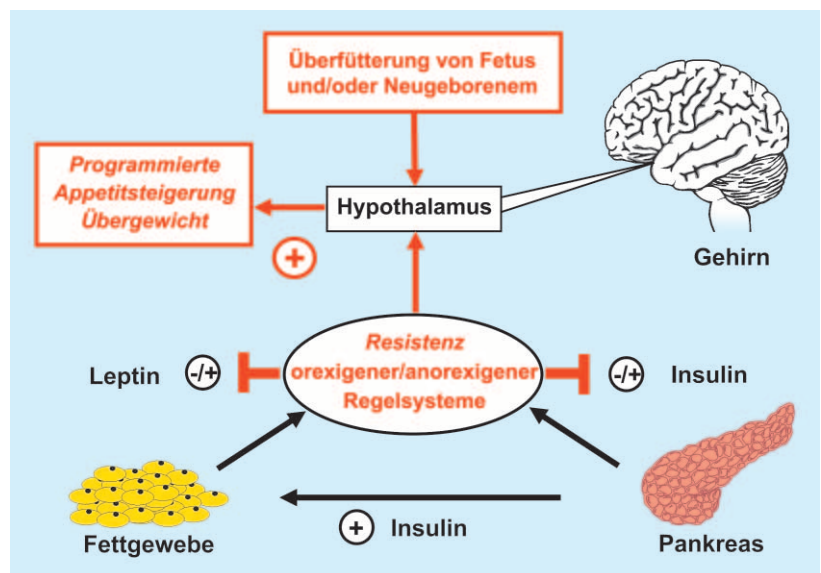 Überfütterung von Fetus
und/oder Neugeborenem
Programmierte
Appetitsteigerung
Übergewicht
Hypothalamus
+
Gehirn
Resistenz
orexigener/anorexigener
Regelsysteme
Leptin -/+
-/+ Insulin
+ Insulin
Fettgewebe
Pankreas